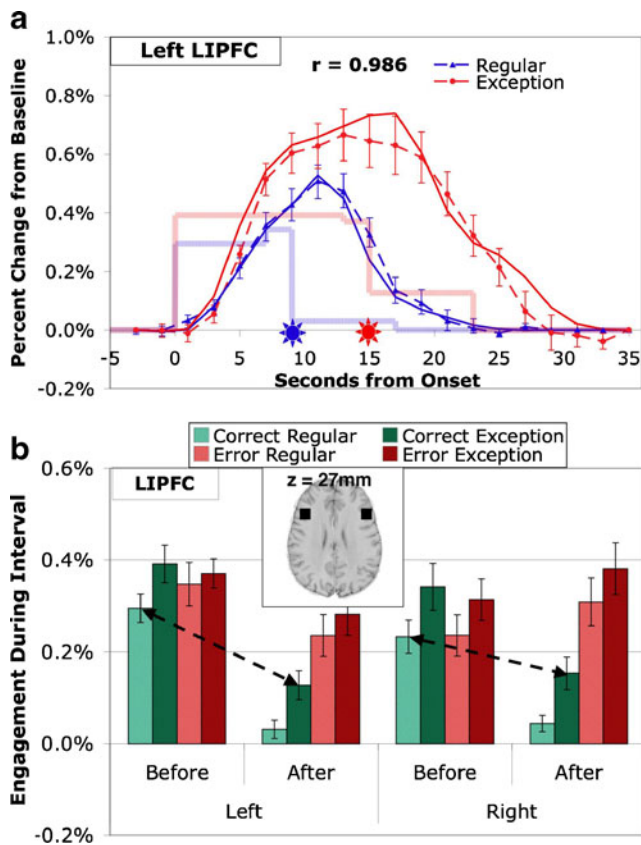 a
1.0%
Left LIPFC
r = 0.986
Regular
Exception
0.8%
0.6%
0.4%
0.2%
0.0%
-0.2%
Percent Change from Baseline
-5 0 5 10 15 20 25 30 35
Seconds from Onset
b
Correct Regular Correct Exception
Error Regular Error Exception
0.6%
LIPFC
z = 27mm
0.4%
0.2%
0.0%
-0.2%
Engagement During Interval
Before After Before After
Left Right